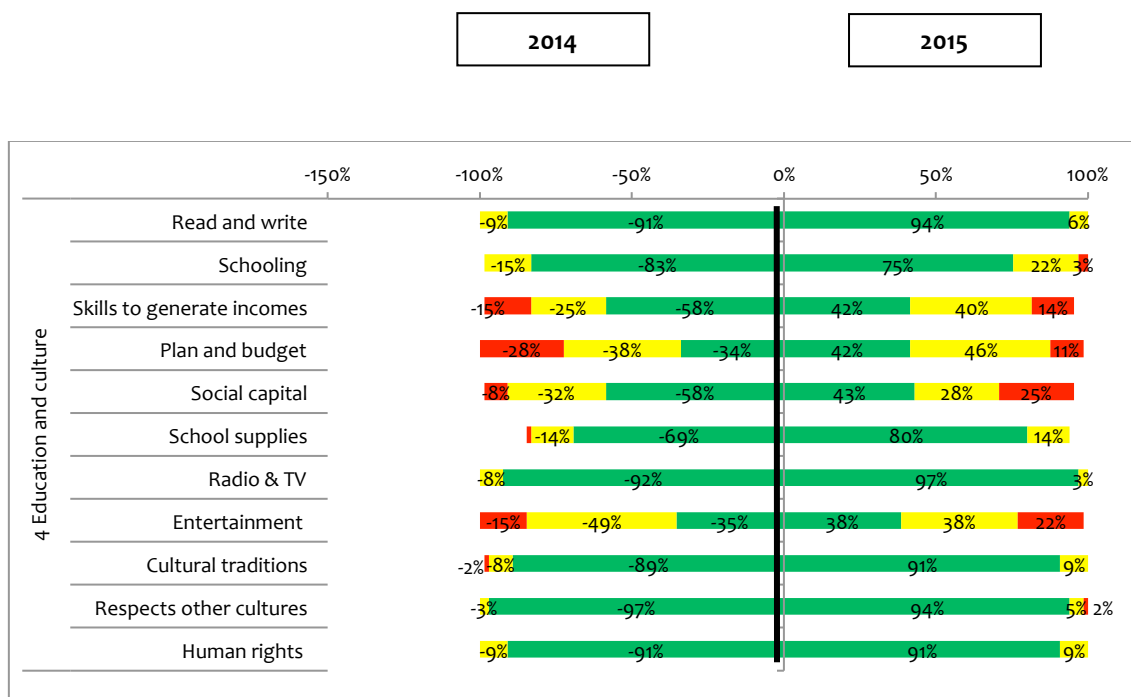 2014 2015
-150% -100% -50% 0% 50% 100%
4 Education and culture
Read and write -9% -91% 94% 6%
Schooling -15% -83% 75% 22% 3%
Skills to generate incomes -15% -25% -58% 42% 40% 14%
Plan and budget -28% -38% -34% 42% 46% 11%
Social capital -8% -32% -58% 43% 28% 25%
School supplies -14% -69% 80% 14%
Radio & TV -8% -92% 97% 3%
Entertainment -15% -49% -35% 38% 38% 22%
Cultural traditions -2% -8% -89% 91% 9%
Respects other cultures -3% -97% 94% 5% 2%
Human rights -9% -91% 91% 9%